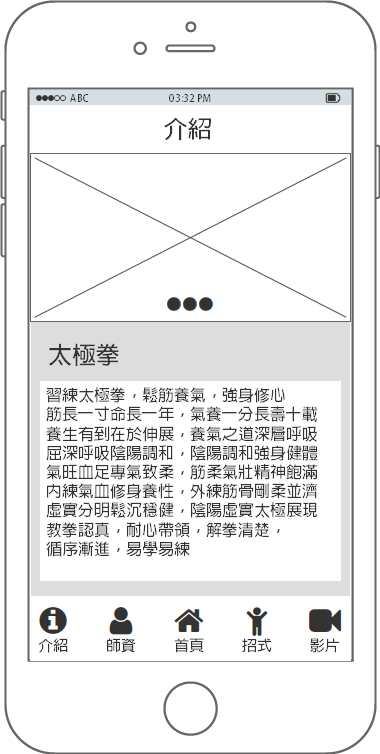 ABC 03:32 PM
介紹
太極拳
習練太極拳，鬆筋養氣，強身修心
筋長一寸命長一年，氣養一分長壽十載
養生有到在於伸展，養氣之道深層呼吸
屈深呼吸陰陽調和，陰陽調和強身健體
氣旺血足專氣致柔，筋柔氣壯精神飽滿
內練氣血修身養性，外練筋骨剛柔並濟
虛實分明鬆沉穩健，陰陽虛實太極展現
教拳認真，耐心帶領，解拳清楚，
循序漸進，易學易練
介紹 師資 首頁 招式 影片